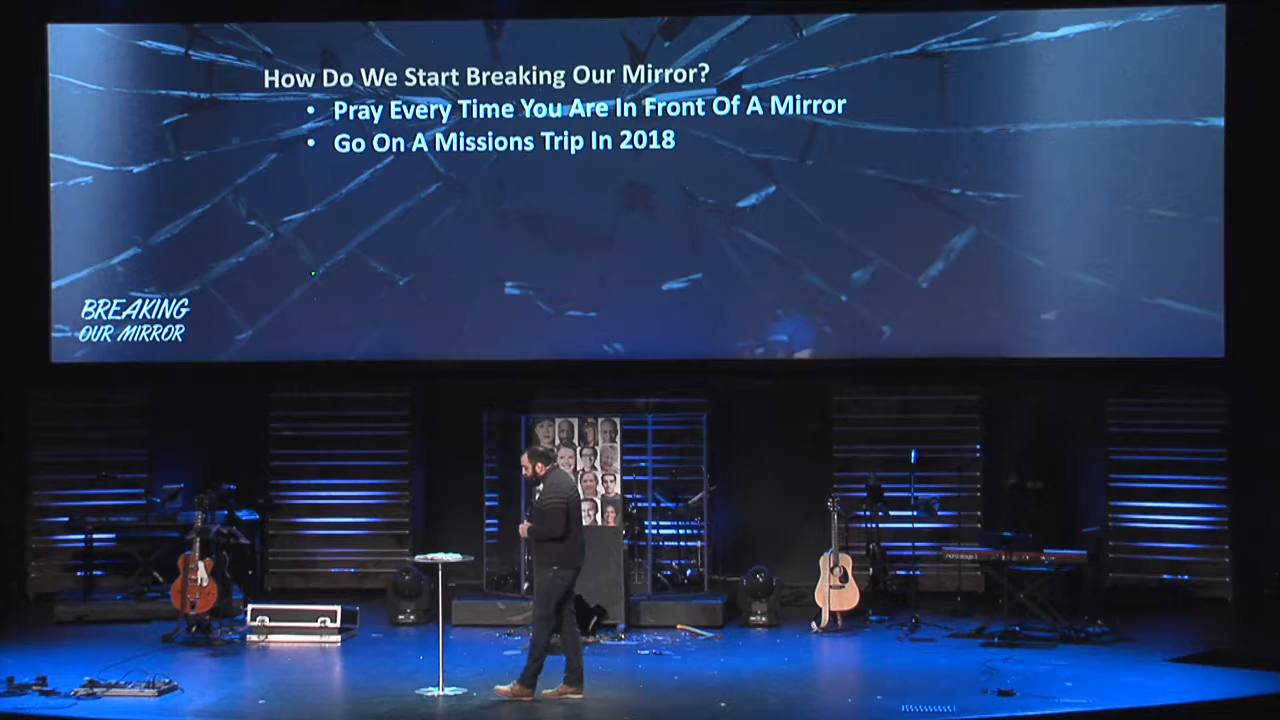 How Do We Start Breaking Our Mirror?
• Pray Every Time You Are In Front Of A Mirror
• Go On A Missions Trip In 2018
BREAKING
OUR MIRROR